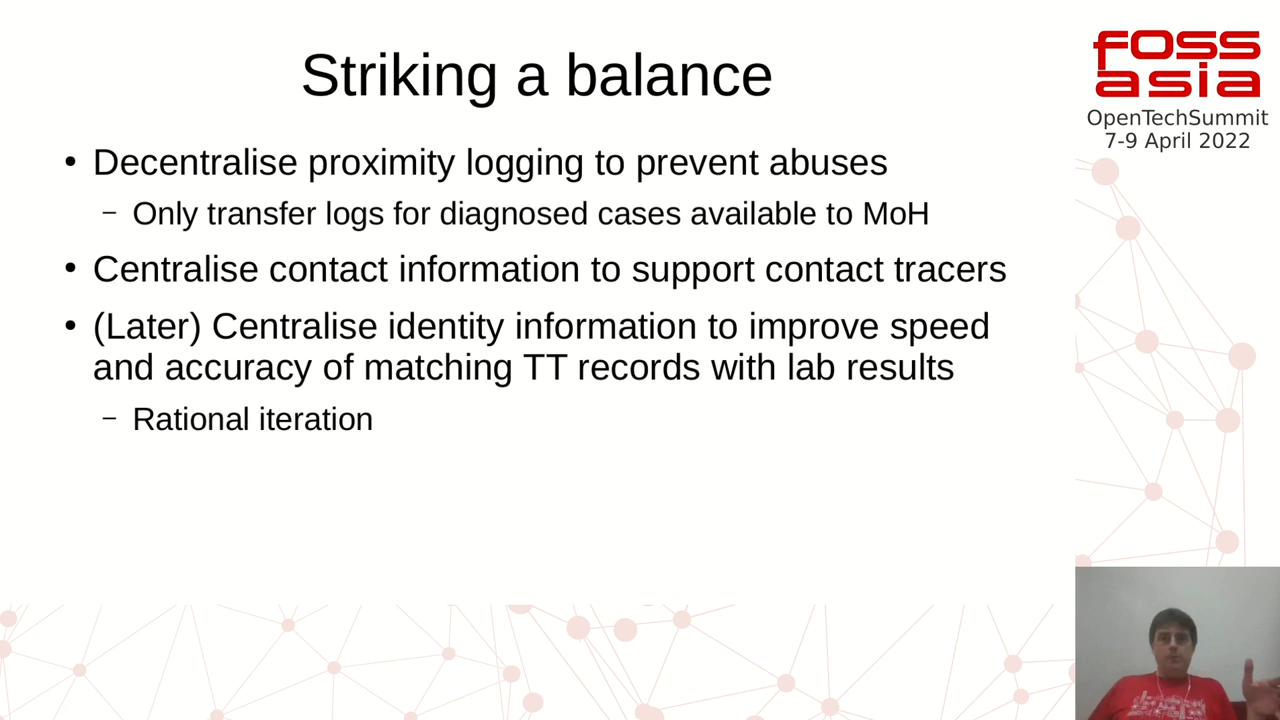 Striking a balance
• Decentralise proximity logging to prevent abuses
– Only transfer logs for diagnosed cases available to MoH
• Centralise contact information to support contact tracers
• (Later) Centralise identity information to improve speed
and accuracy of matching TT records with lab results
– Rational iteration
foss
asia
OpenTechSummit
7-9 April 2022